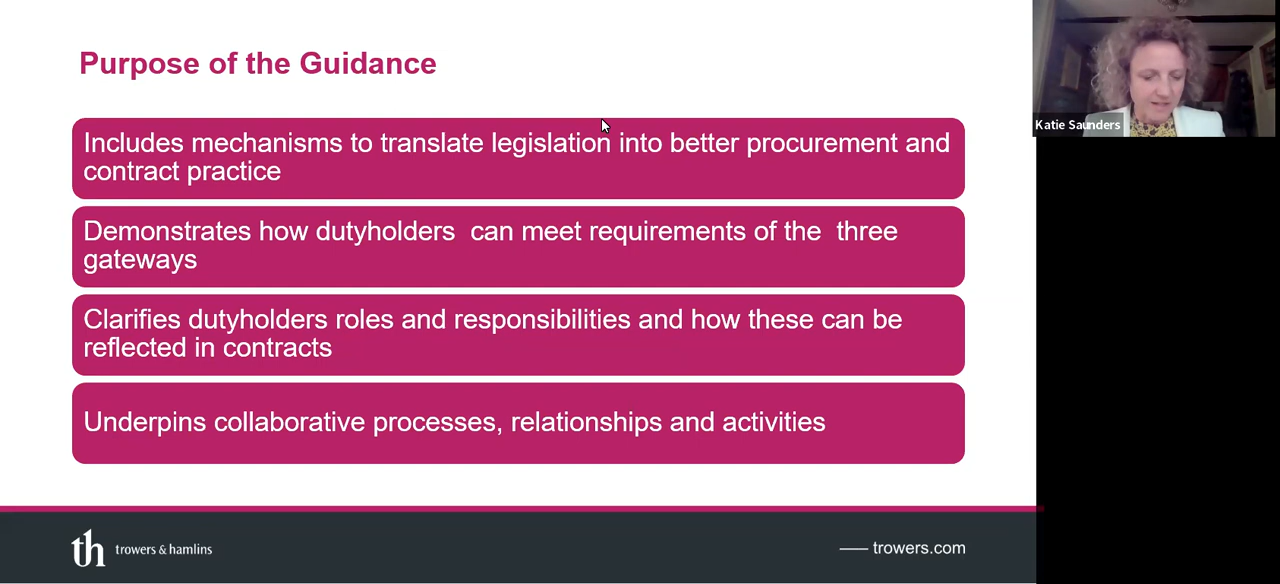 Purpose of the Guidance
Katie Saunders
Includes mechanisms to translate legislation into better procurement and
contract practice
Demonstrates how dutyholders  can meet requirements of the  three
gateways
Clarifies dutyholders roles and responsibilities and how these can be
reflected in contracts
Underpins collaborative processes, relationships and activities
th trowers & hamlins
trowers.com